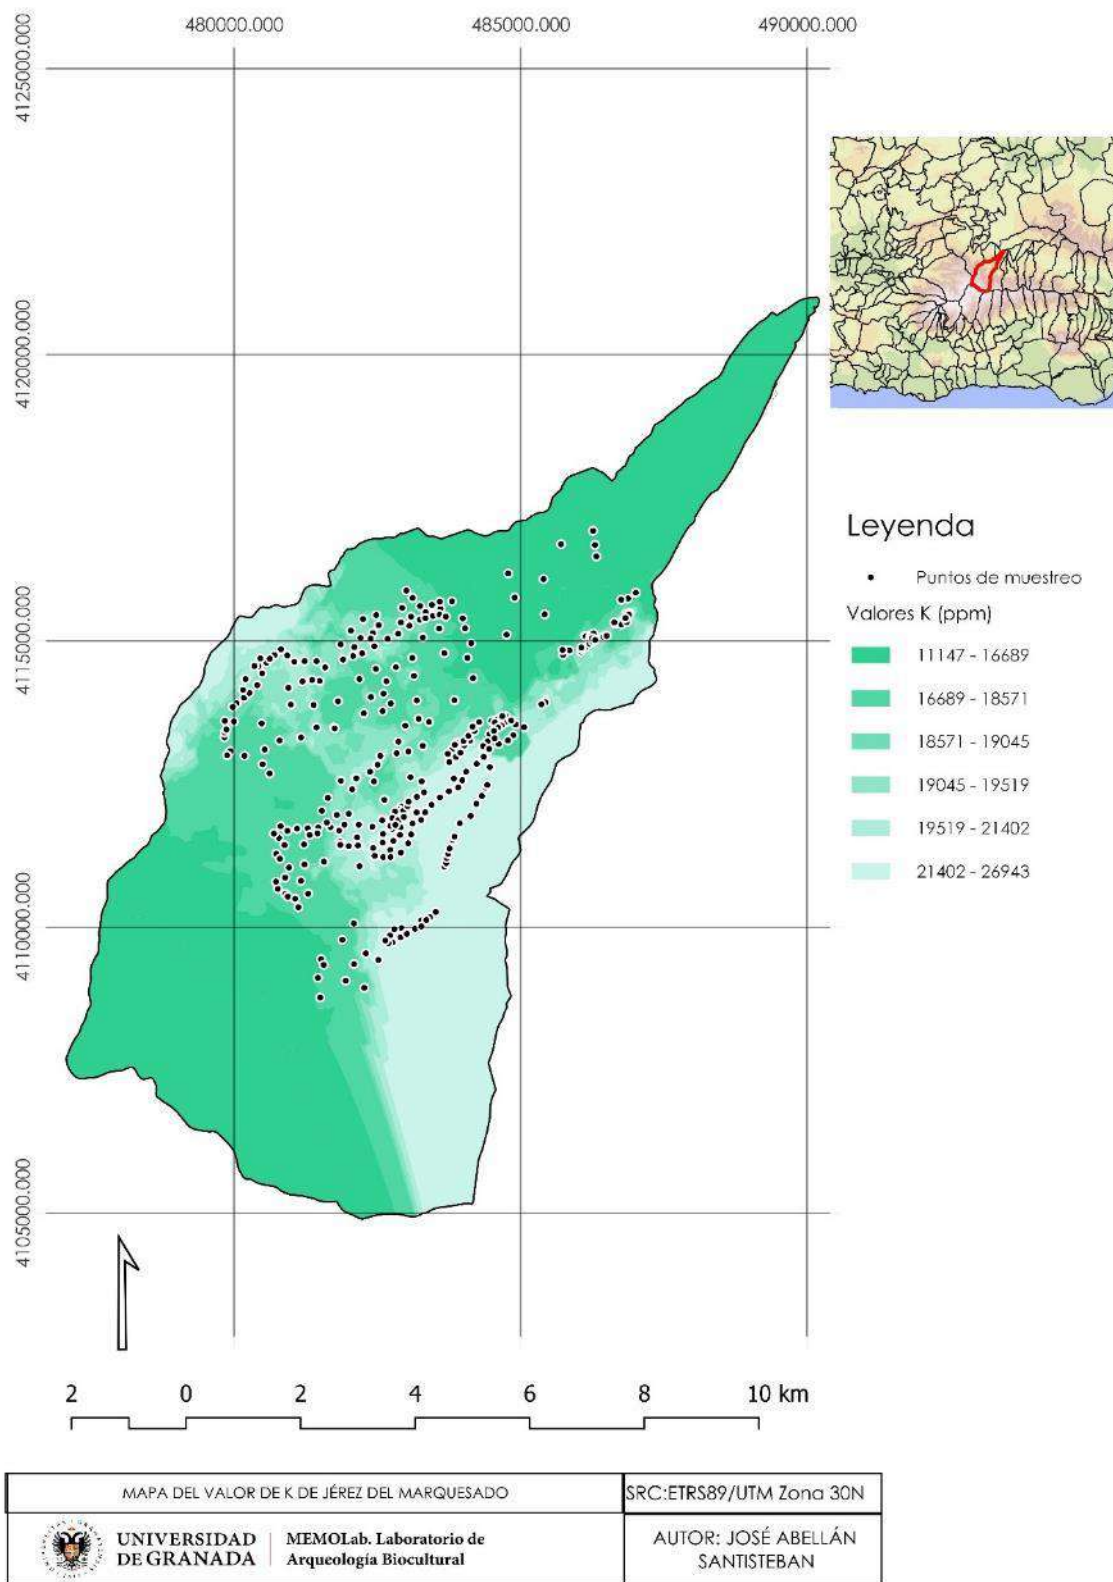 480000.000
485000.000
490000.000
4125000.000
4120000.000
4115000.000
4110000.000
4105000.000
Leyenda
Puntos de muestreo
Valores K (ppm)
11147 - 16689
16689 - 18571
18571 - 19045
19045 - 19519
19519 - 21402
21402 - 26943
2 0 2 4 6 8 10 km
MAPA DEL VALOR DE K DE JÉREZ DEL MARQUESADO
SRC:ETRS89/UTM Zona 30N
UNIVERSIDAD
DE GRANADA
MEMOLab. Laboratorio de
Arqueología Biocultural
AUTOR: JOSÉ ABELLÁN
SANTISTEBAN